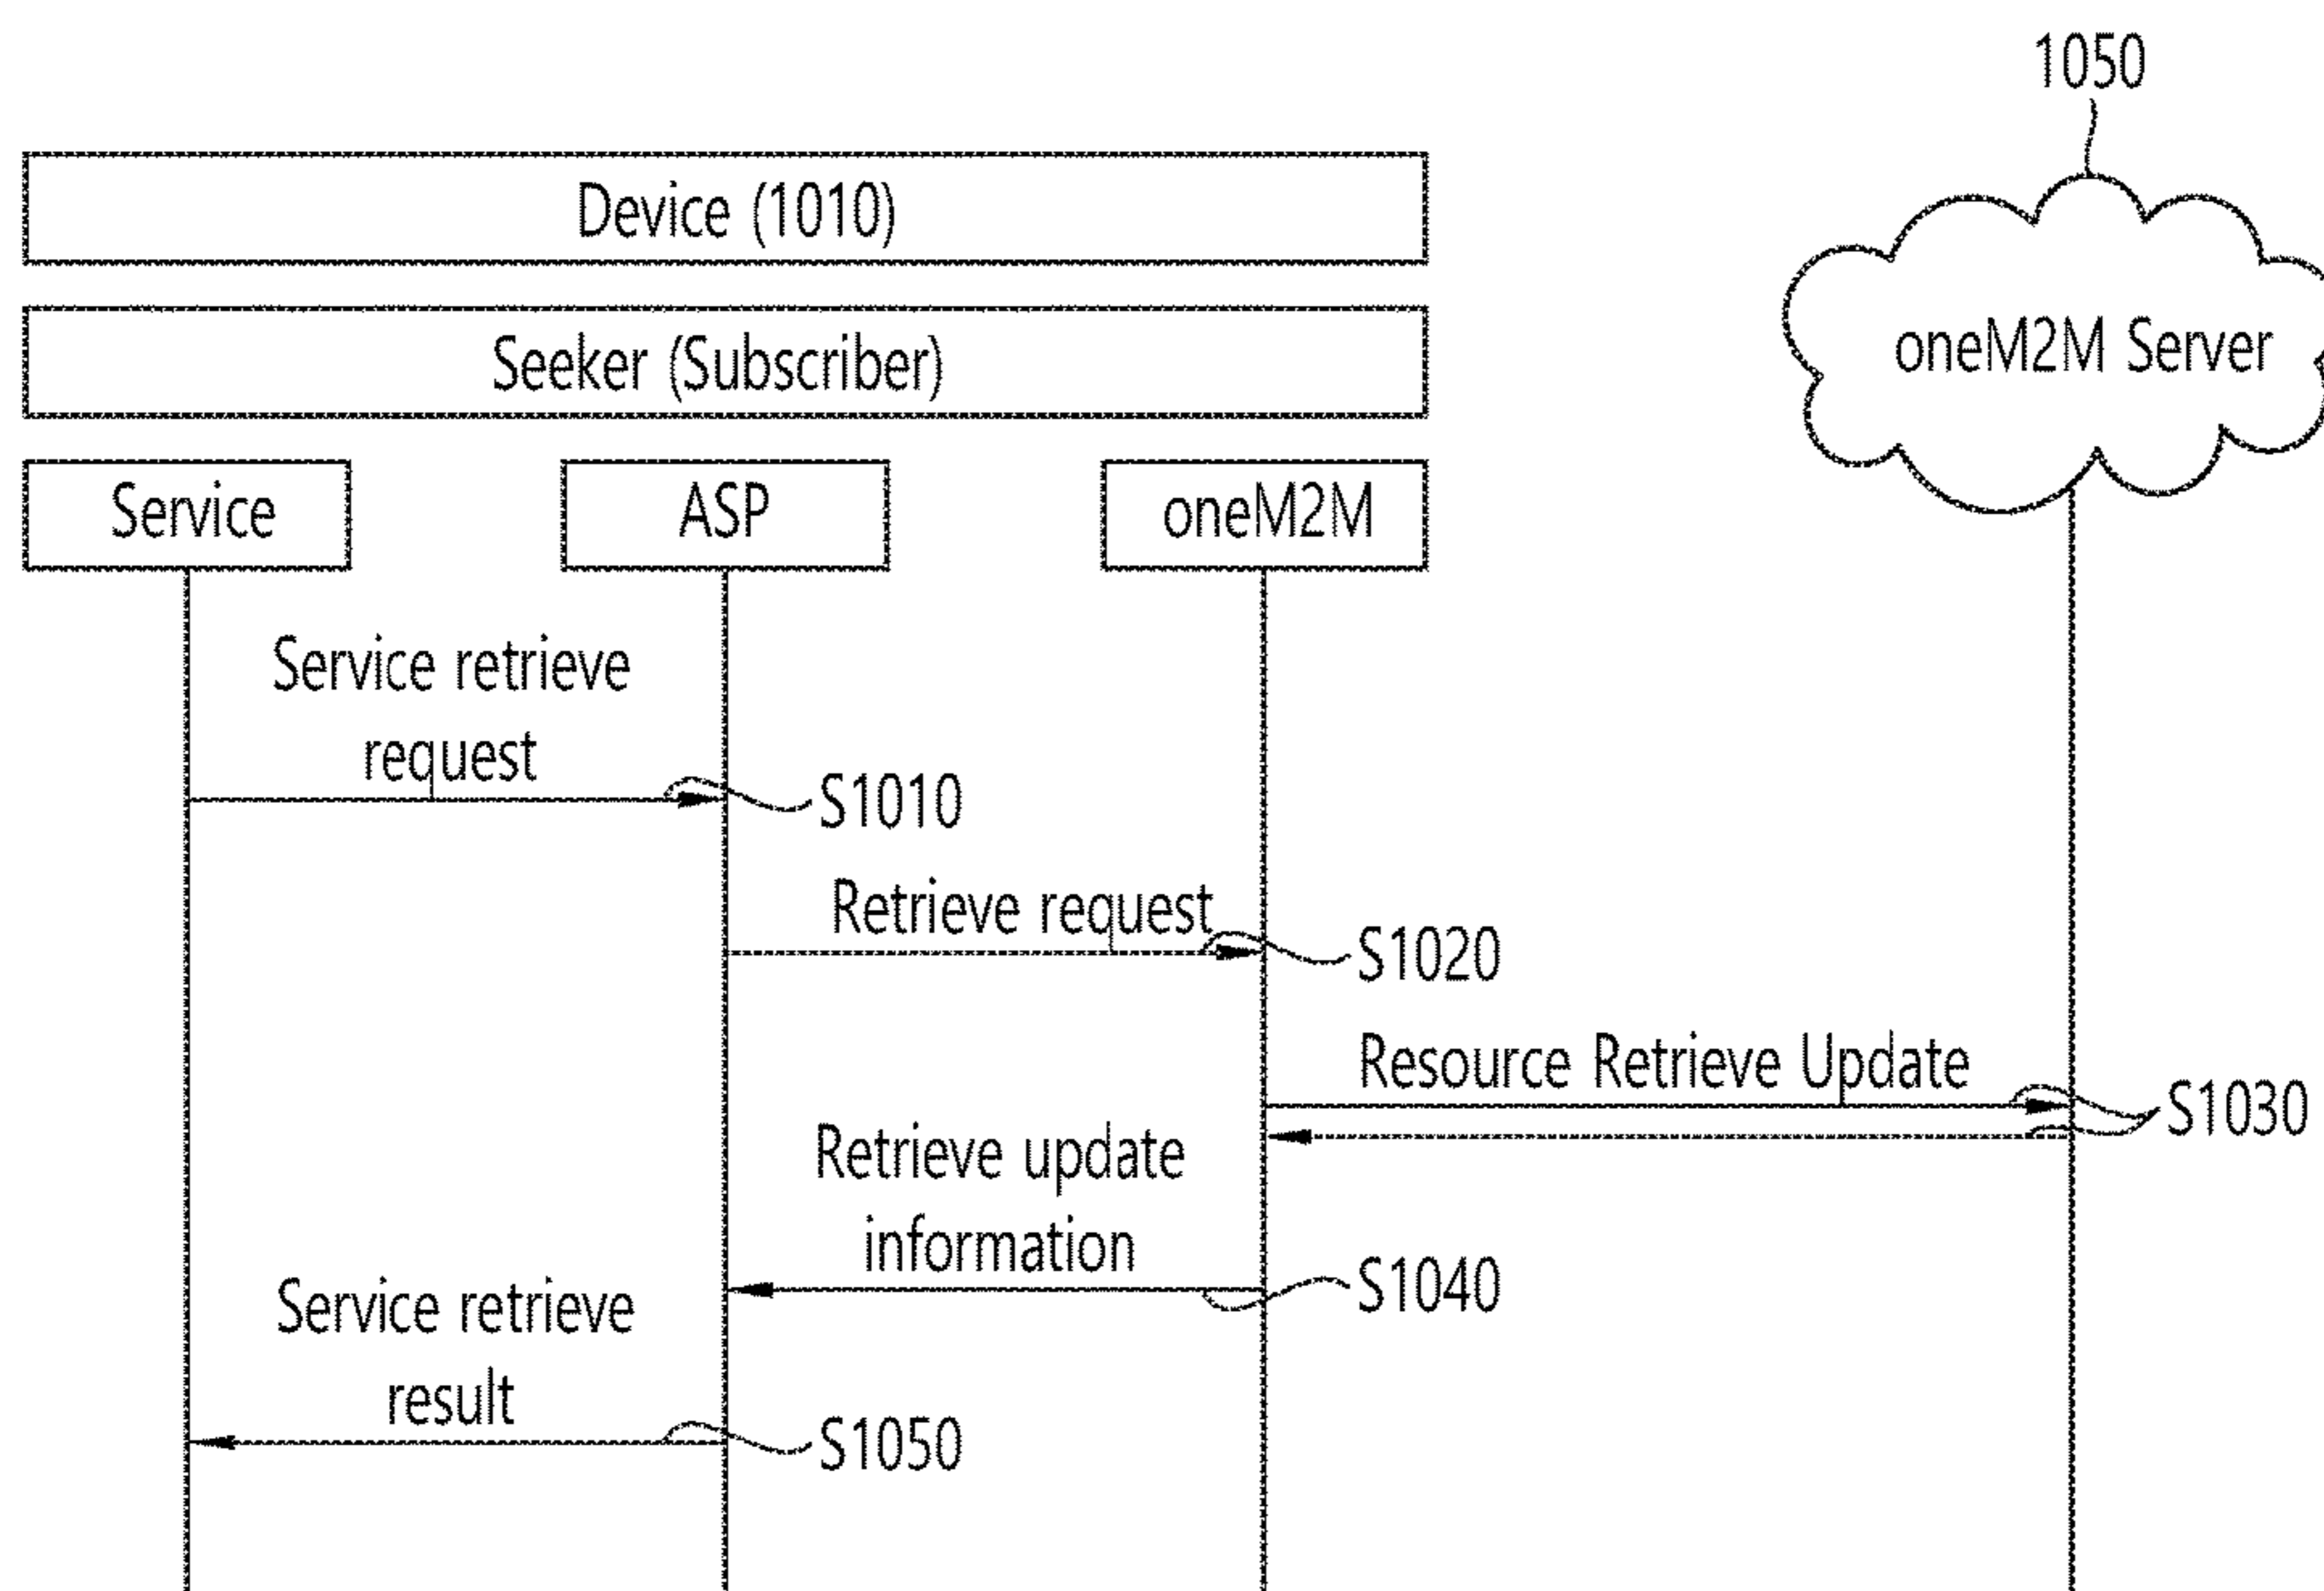 1050
Device (1010)
Seeker (Subscriber)
oneM2M Server
Service
ASP
oneM2M
Service retrieve
request
S1010
Retrieve request
S1020
Resource Retrieve Update
S1030
Retrieve update
information
S1040
Service retrieve
result
S1050